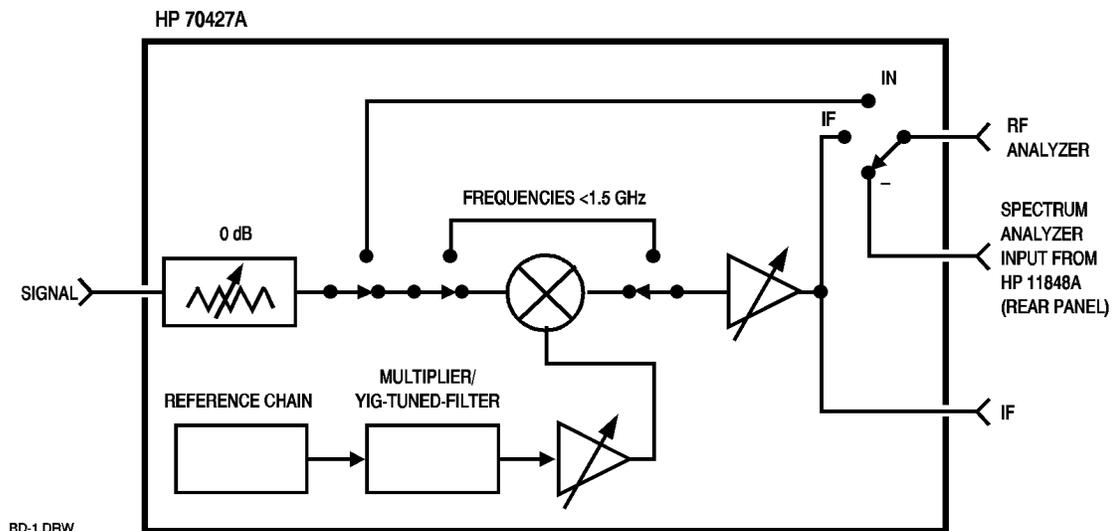 HP 70427A
IN
IF
RF
ANALYZER
FREQUENCIES <1.5 GHz
–
0 dB
SPECTRUM
ANALYZER
INPUT FROM
HP 11848A
(REAR PANEL)
SIGNAL
MULTIPLIER/
YIG-TUNED-FILTER
REFERENCE CHAIN
IF
BD-1.DRW